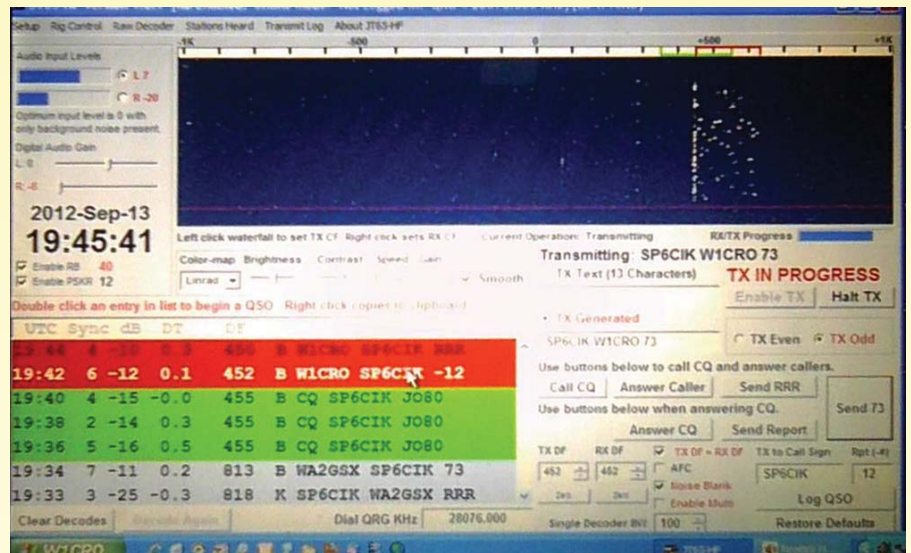 Setup Rig Control Raw Decoder Stations Heard Transmit Log About JT65-HF
-1K -500 0 +500 +1K
Audio Input Levels
L 7
R -20
Optimum input level is 0 with
only background noise present.
Digital Audio Gain
L: 0
R: -8
2012-Sep-13
19:45:41
Enable RB 40
Enable PSKR 12
Left click waterfall to set TX CF Right click sets RX CF Current Operation: Transmitting RX/TX Progress
Color-map Brightness Contrast Speed Gain
Linrad Smooth
Double click an entry in list to begin a QSO Right click copies to clipboard
UTC Sync dB DT DF
B W1CRO SP6CIK RRR
19:42 6 -12 0.1 452 B W1CRO SP6CIK -12
19:40 4 -15 -0.0 455 B CQ SP6CIK JO80
19:38 2 -14 0.3 455 B CQ SP6CIK JO80
19:36 5 -16 0.5 455 B CQ SP6CIK JO80
19:34 7 -11 0.2 813 B WA2GSX SP6CIK 73
19:33 3 -25 -0.3 818 K SP6CIK WA2GSX RRR
Clear Decodes Decode Again Dial QRG KHz 28076.000
Transmitting: SP6CIK W1CRO 73
TX Text (13 Characters) TX IN PROGRESS
Enable TX Halt TX
TX Generated
SP6CIK W1CRO 73 TX Even TX Odd
Use buttons below to call CQ and answer callers.
Call CQ Answer Caller Send RRR
Use buttons below when answering CQ. Send 73
Answer CQ Send Report
TX DF RX DF TX DF = RX DF TX to Call Sign Rpt (-#)
452 452 AFC SP6CIK 12
Noise Blank
Zero Zero Enable Multi Log QSO
Single Decoder BW 100 Restore Defaults
W1CRO